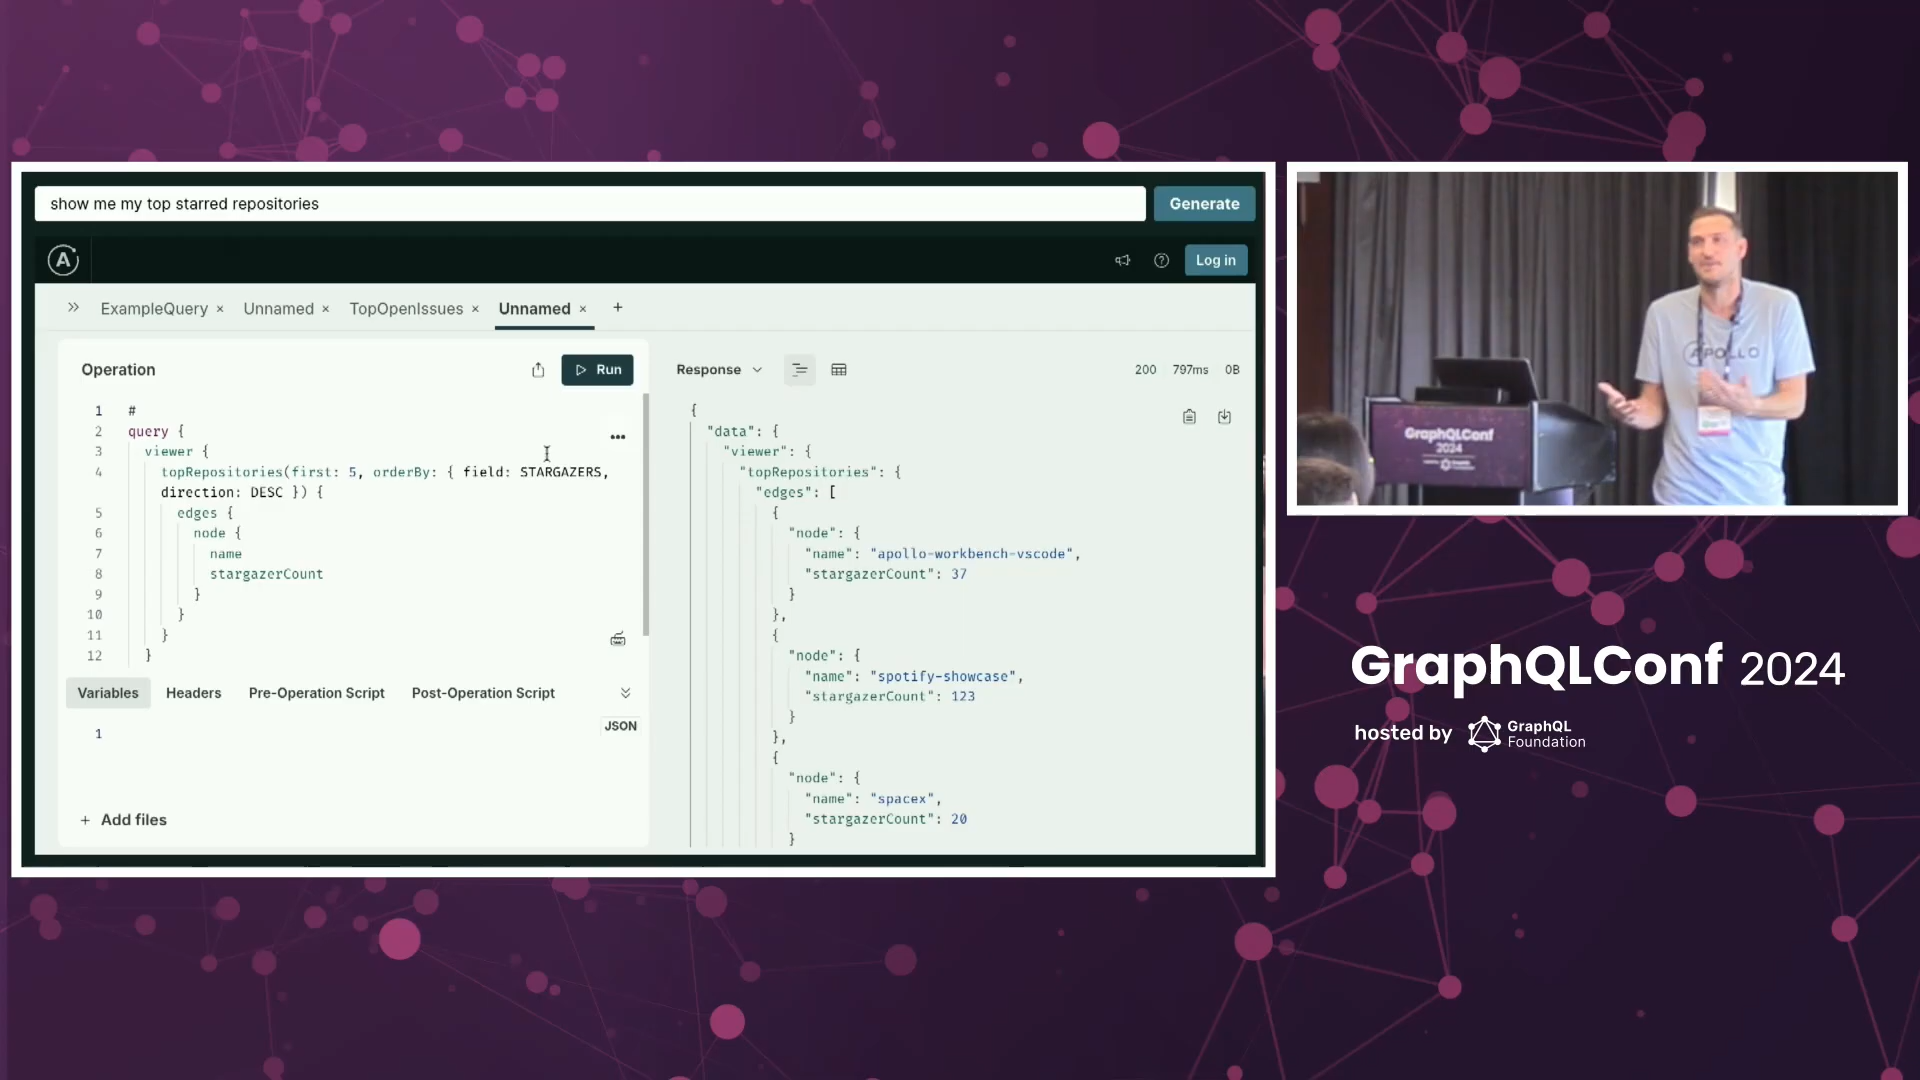 show me my top starred repositories
Generate
A
Log in
ExampleQuery ×
Unnamed ×
TopOpenIssues ×
Unnamed ×
+
Operation
Run
1 #
2 query {
3 viewer {
4 topRepositories(first: 5, orderBy: { field: STARGAZERS,
direction: DESC }) {
5 edges {
6 node {
7 name
8 stargazerCount
9 }
10 }
11 }
12 }
Variables
Headers
Pre-Operation Script
Post-Operation Script
JSON
1
+ Add files
Response
200 797ms 0B
{
"data": {
"viewer": {
"topRepositories": {
"edges": [
{
"node": {
"name": "apollo-workbench-vscode",
"stargazerCount": 37
}
},
{
"node": {
"name": "spotify-showcase",
"stargazerCount": 123
}
},
{
"node": {
"name": "spacex",
"stargazerCount": 20
}
APOLLO
GraphQLConf
2024
GraphQLConf 2024
hosted by
GraphQL
Foundation